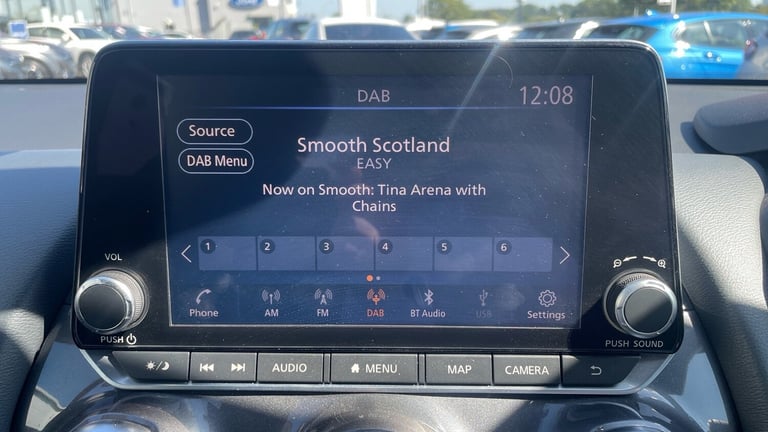 DAB
12:08
Source
DAB Menu
Smooth Scotland
EASY
Now on Smooth: Tina Arena with
Chains
1 2 3 4 5 6
Phone AM FM DAB BT Audio USB Settings
VOL
PUSH
PUSH SOUND
AUDIO MENU MAP CAMERA